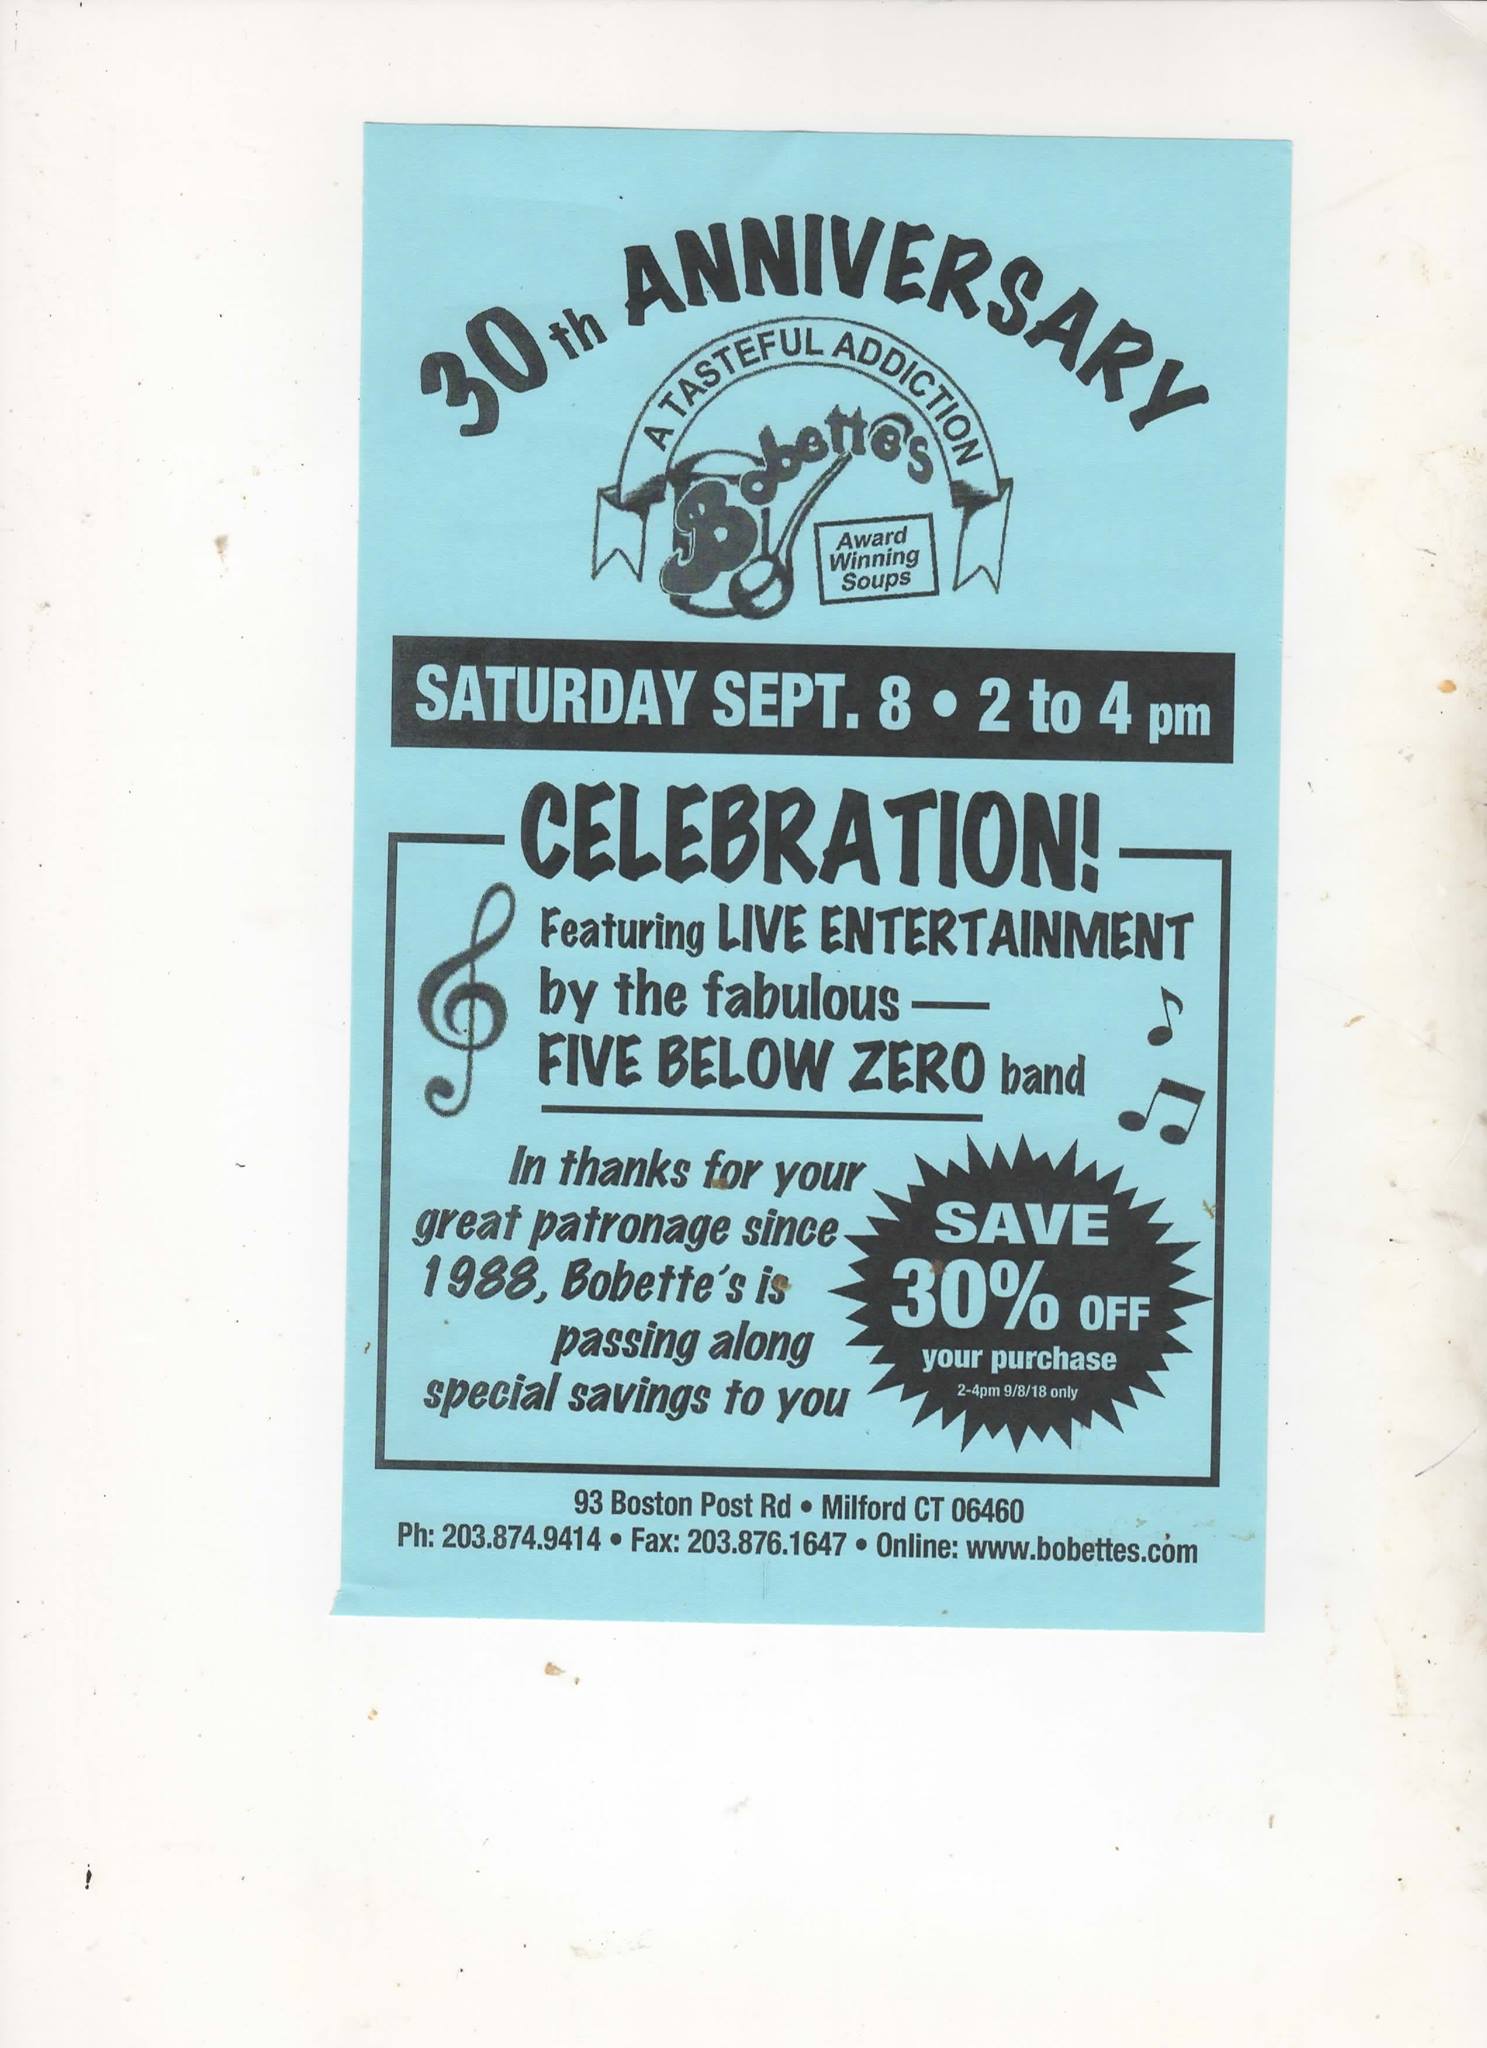 30th ANNIVERSARY
A TASTEFUL ADDICTION
Bobette's
Award
Winning
Soups
SATURDAY SEPT. 8 • 2 to 4 pm
CELEBRATION!
Featuring LIVE ENTERTAINMENT
by the fabulous —
FIVE BELOW ZERO band
In thanks for your
great patronage since
1988, Bobette's is
passing along
special savings to you
SAVE
30% OFF
your purchase
2-4pm 9/8/18 only
93 Boston Post Rd • Milford CT 06460
Ph: 203.874.9414 • Fax: 203.876.1647 • Online: www.bobettes.com